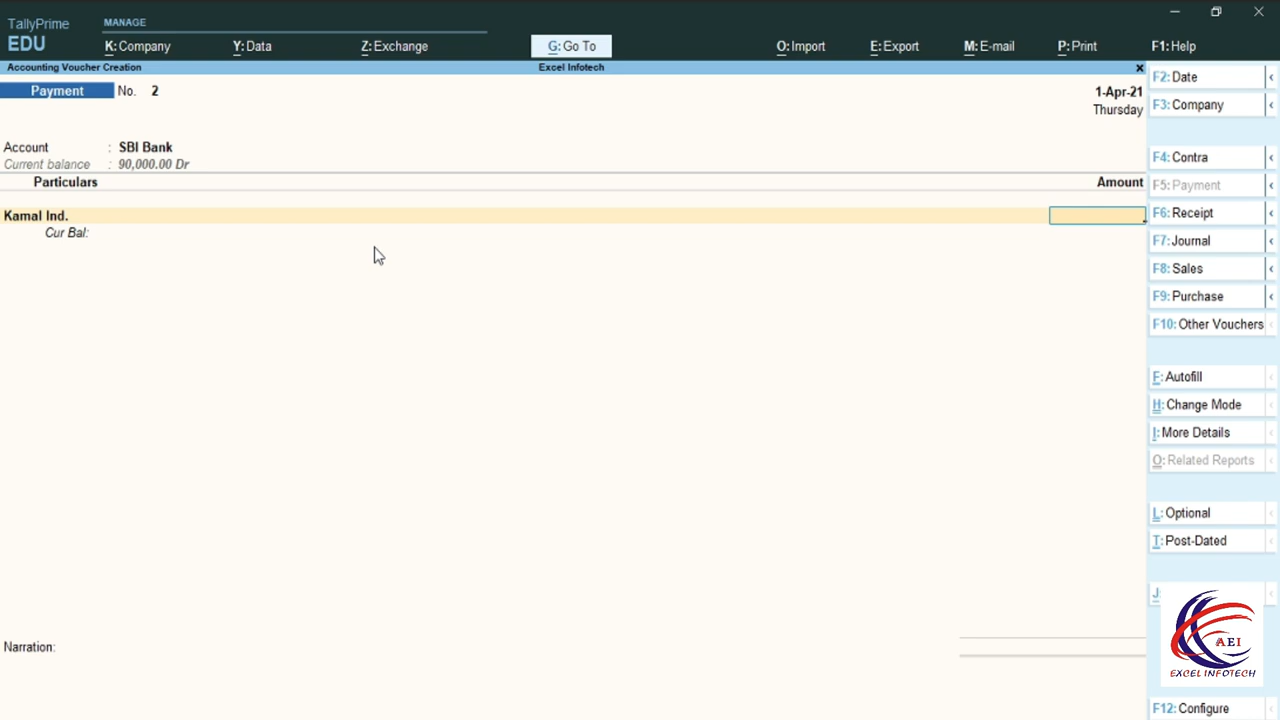 TallyPrime
EDU
MANAGE
K: Company Y: Data Z: Exchange G: Go To O: Import E: Export M: E-mail P: Print F1: Help
Accounting Voucher Creation Excel Infotech
Payment No. 2 1-Apr-21
Thursday
Account : SBI Bank
Current balance : 90,000.00 Dr
Particulars Amount
Kamal Ind.
Cur Bal:
Narration:
F2: Date
F3: Company
F4: Contra
F5: Payment
F6: Receipt
F7: Journal
F8: Sales
F9: Purchase
F10: Other Vouchers
F: Autofill
H: Change Mode
I: More Details
O: Related Reports
L: Optional
T: Post-Dated
J:
AEI
EXCEL INFOTECH
F12: Configure